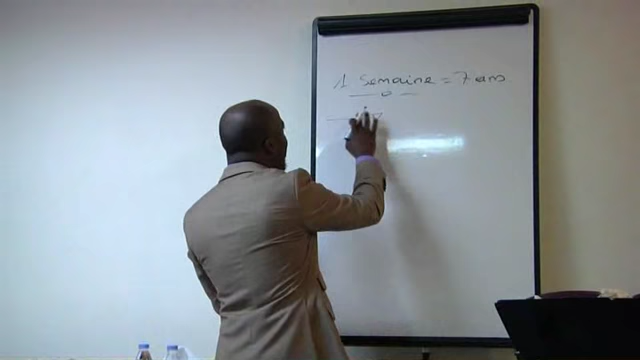 1 Semaine = 7 ans